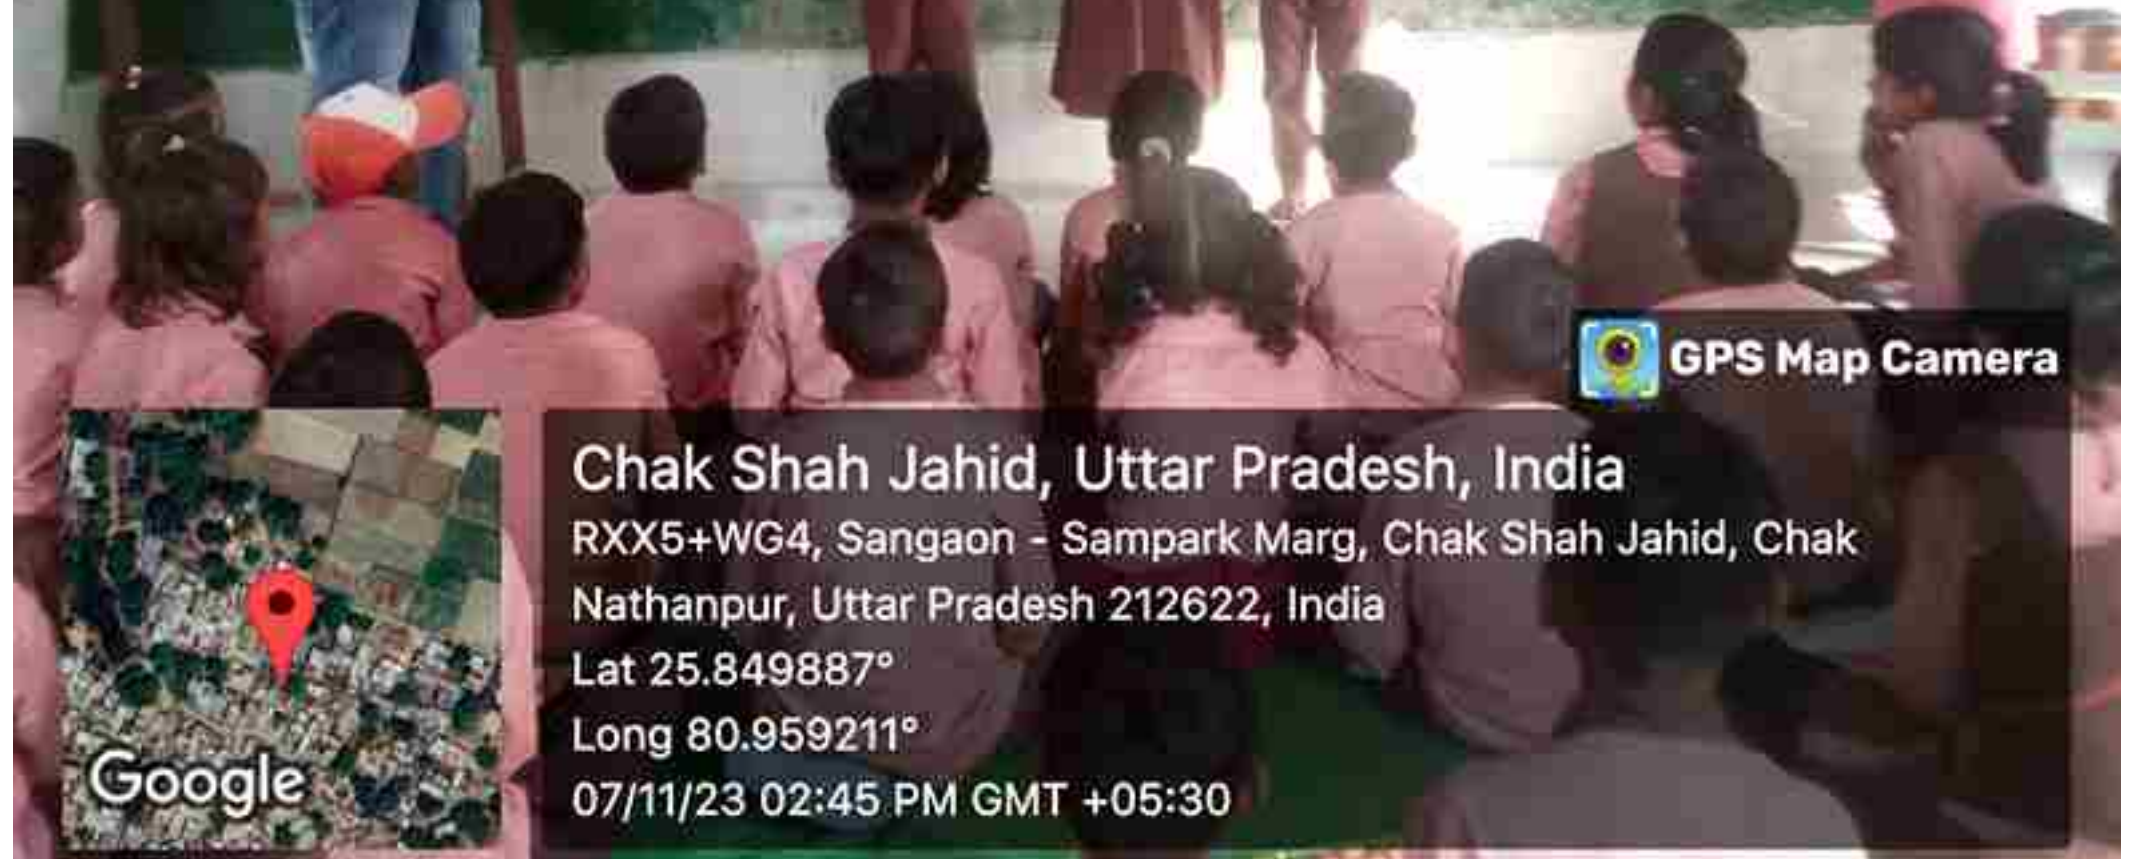 GPS Map Camera
Chak Shah Jahid, Uttar Pradesh, India
RXX5+WG4, Sangaon - Sampark Marg, Chak Shah Jahid, Chak
Nathanpur, Uttar Pradesh 212622, India
Lat 25.849887°
Long 80.959211°
07/11/23 02:45 PM GMT +05:30
Google